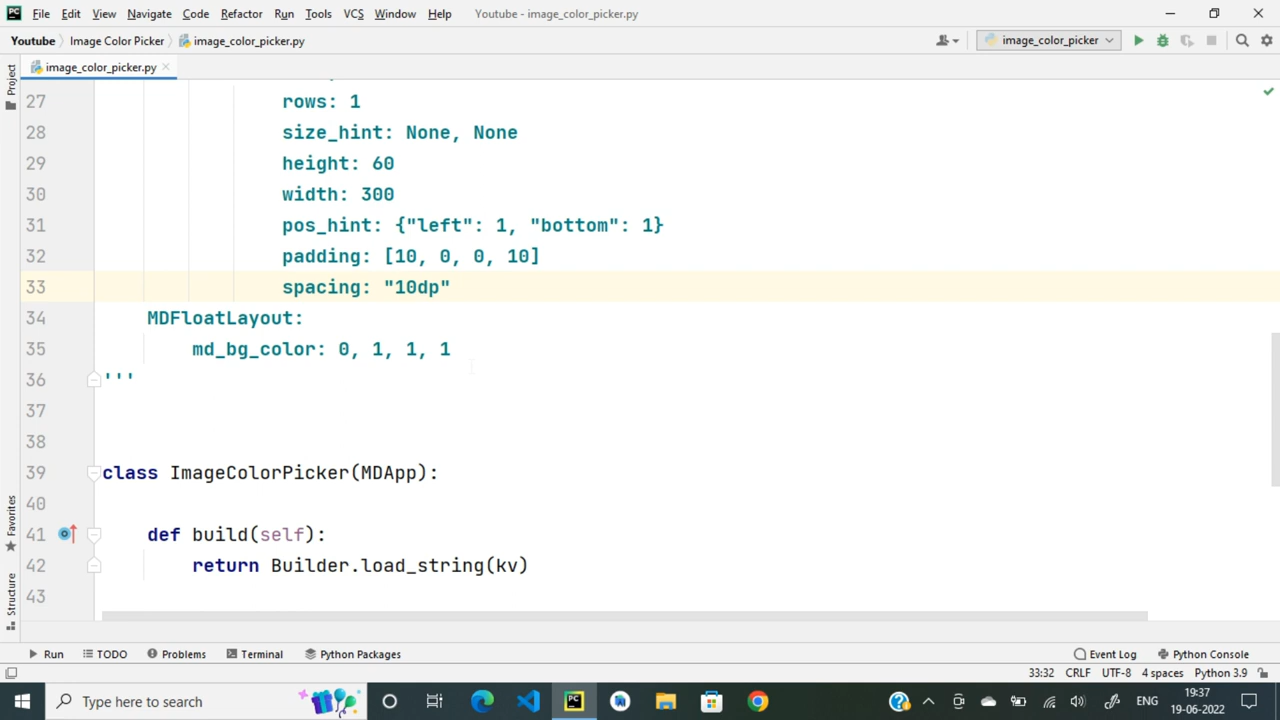 PC File Edit View Navigate Code Refactor Run Tools VCS Window Help Youtube - image_color_picker.py
Youtube Image Color Picker image_color_picker.py image_color_picker
Project image_color_picker.py
27 rows: 1
28 size_hint: None, None
29 height: 60
30 width: 300
31 pos_hint: {"left": 1, "bottom": 1}
32 padding: [10, 0, 0, 10]
33 spacing: "10dp"
34 MDFloatLayout:
35 md_bg_color: 0, 1, 1, 1
36 '''
37
38
39 class ImageColorPicker(MDApp):
40
41 def build(self):
42 return Builder.load_string(kv)
43
Favorites
Structure
Run TODO Problems Terminal Python Packages Event Log Python Console
33:32 CRLF UTF-8 4 spaces Python 3.9
Type here to search PC ENG 19:37
19-06-2022